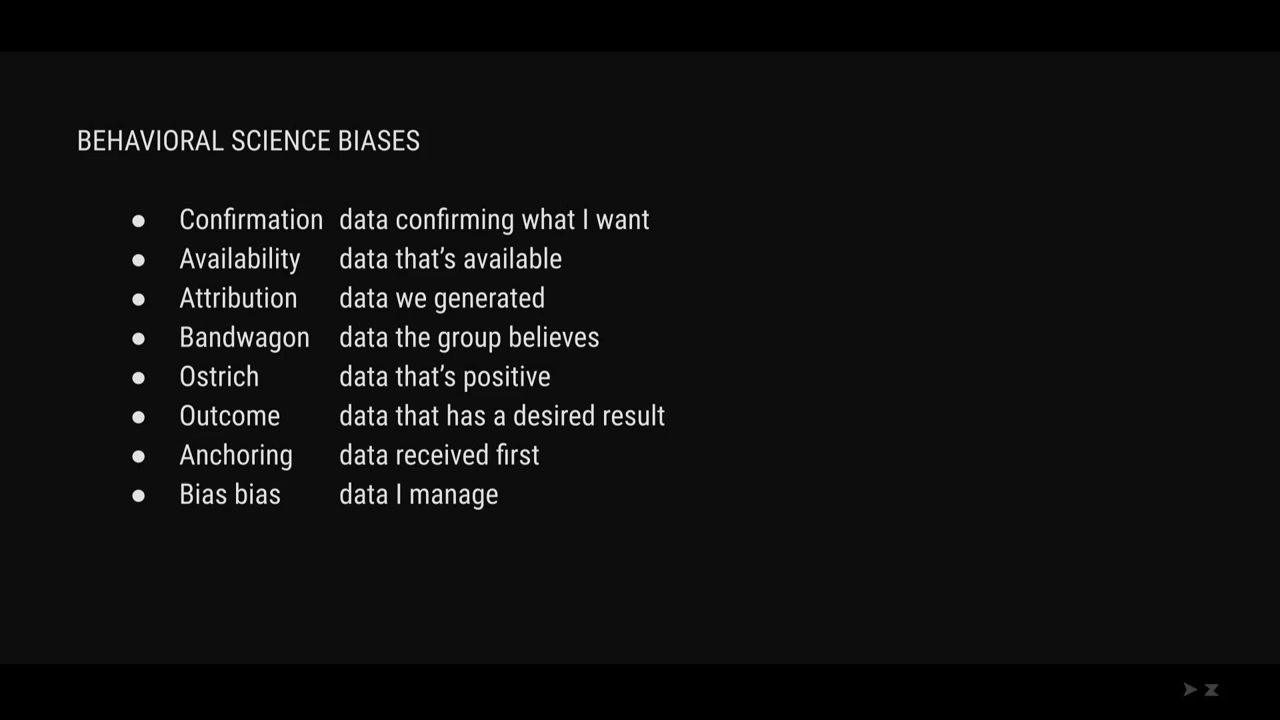 BEHAVIORAL SCIENCE BIASES
● Confirmation data confirming what I want
● Availability data that's available
● Attribution data we generated
● Bandwagon data the group believes
● Ostrich data that's positive
● Outcome data that has a desired result
● Anchoring data received first
● Bias bias data I manage